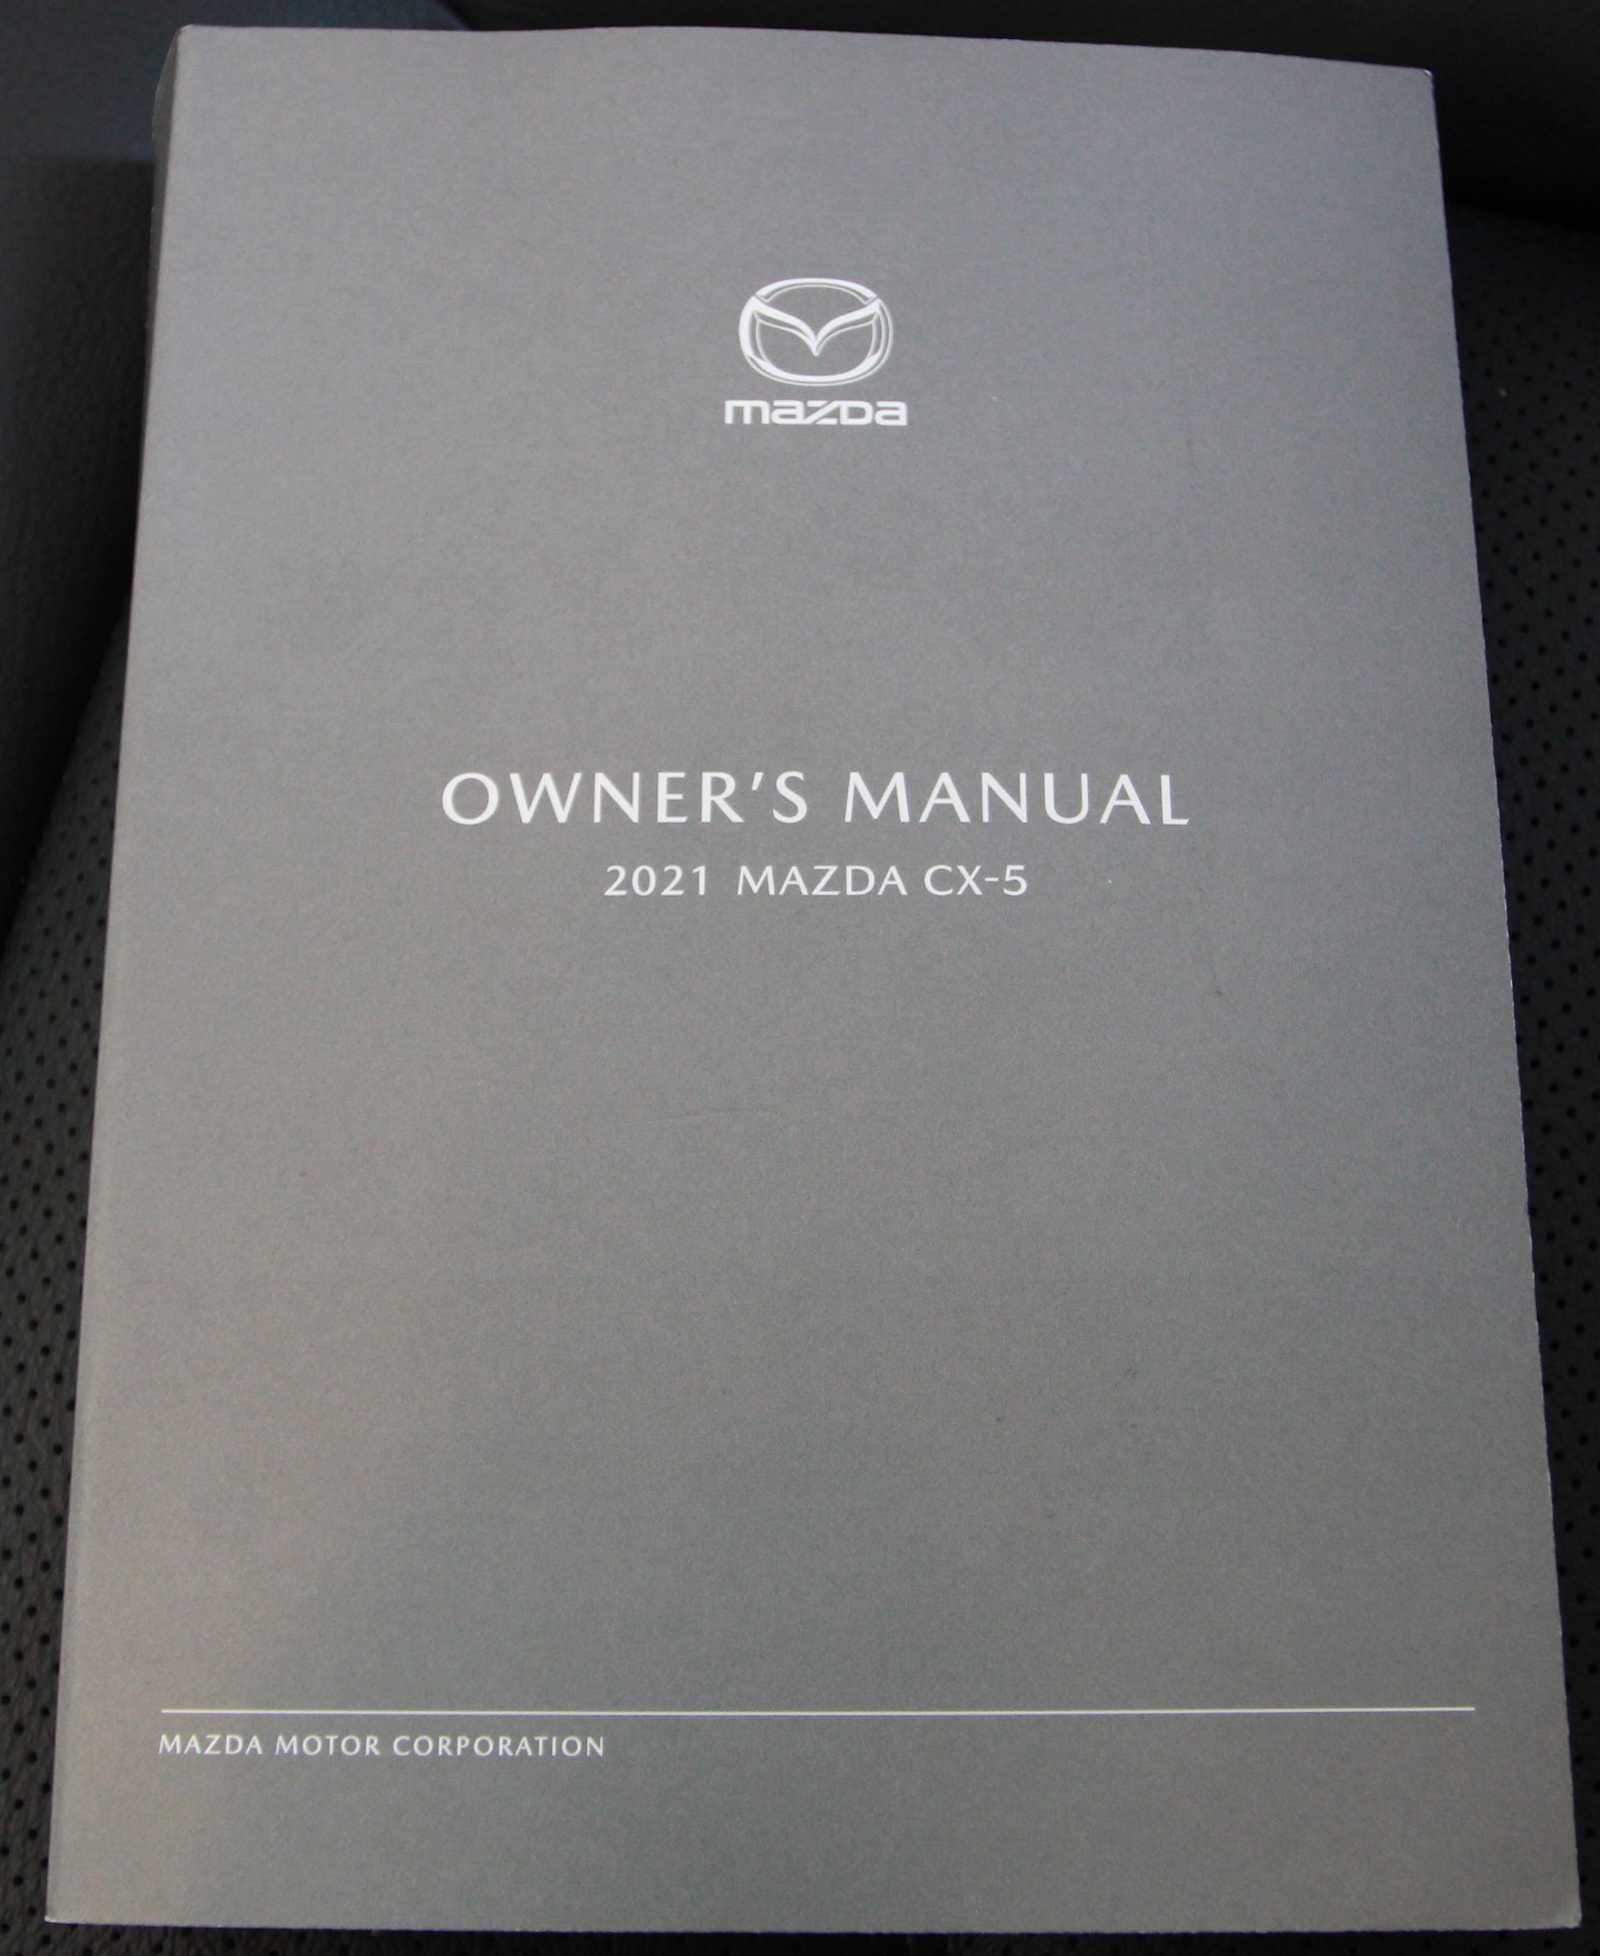 mazda
OWNER'S MANUAL
2021 MAZDA CX-5
MAZDA MOTOR CORPORATION